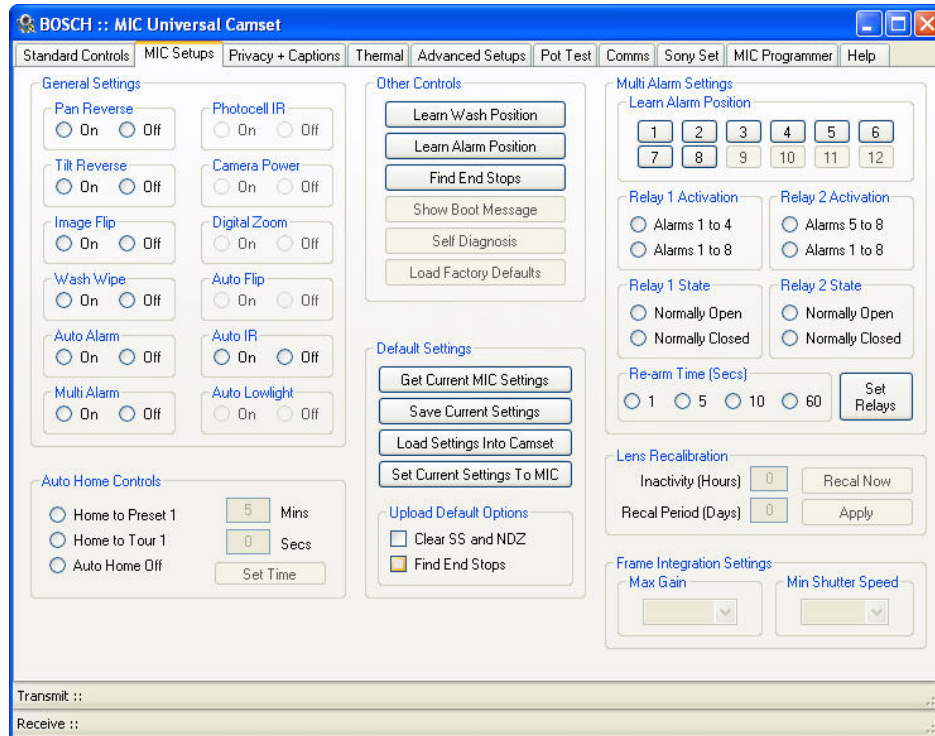 BOSCH :: MIC Universal Camset
Standard Controls MIC Setups Privacy + Captions Thermal Advanced Setups Pot Test Comms Sony Set MIC Programmer Help
General Settings
Pan Reverse
On Off
Photocell IR
On Off
Tilt Reverse
On Off
Camera Power
On Off
Image Flip
On Off
Digital Zoom
On Off
Wash Wipe
On Off
Auto Flip
On Off
Auto Alarm
On Off
Auto IR
On Off
Multi Alarm
On Off
Auto Lowlight
On Off
Auto Home Controls
Home to Preset 1
5 Mins
Home to Tour 1
0 Secs
Auto Home Off
Set Time
Other Controls
Learn Wash Position
Learn Alarm Position
Find End Stops
Show Boot Message
Self Diagnosis
Load Factory Defaults
Default Settings
Get Current MIC Settings
Save Current Settings
Load Settings Into Camset
Set Current Settings To MIC
Upload Default Options
Clear SS and NDZ
Find End Stops
Multi Alarm Settings
Learn Alarm Position
1 2 3 4 5 6
7 8 9 10 11 12
Relay 1 Activation
Alarms 1 to 4
Alarms 1 to 8
Relay 2 Activation
Alarms 5 to 8
Alarms 1 to 8
Relay 1 State
Normally Open
Normally Closed
Relay 2 State
Normally Open
Normally Closed
Re-arm Time (Secs)
1 5 10 60
Set
Relays
Lens Recalibration
Inactivity (Hours) 0 Recal Now
Recal Period (Days) 0 Apply
Frame Integration Settings
Max Gain
Min Shutter Speed
Transmit ::
Receive ::